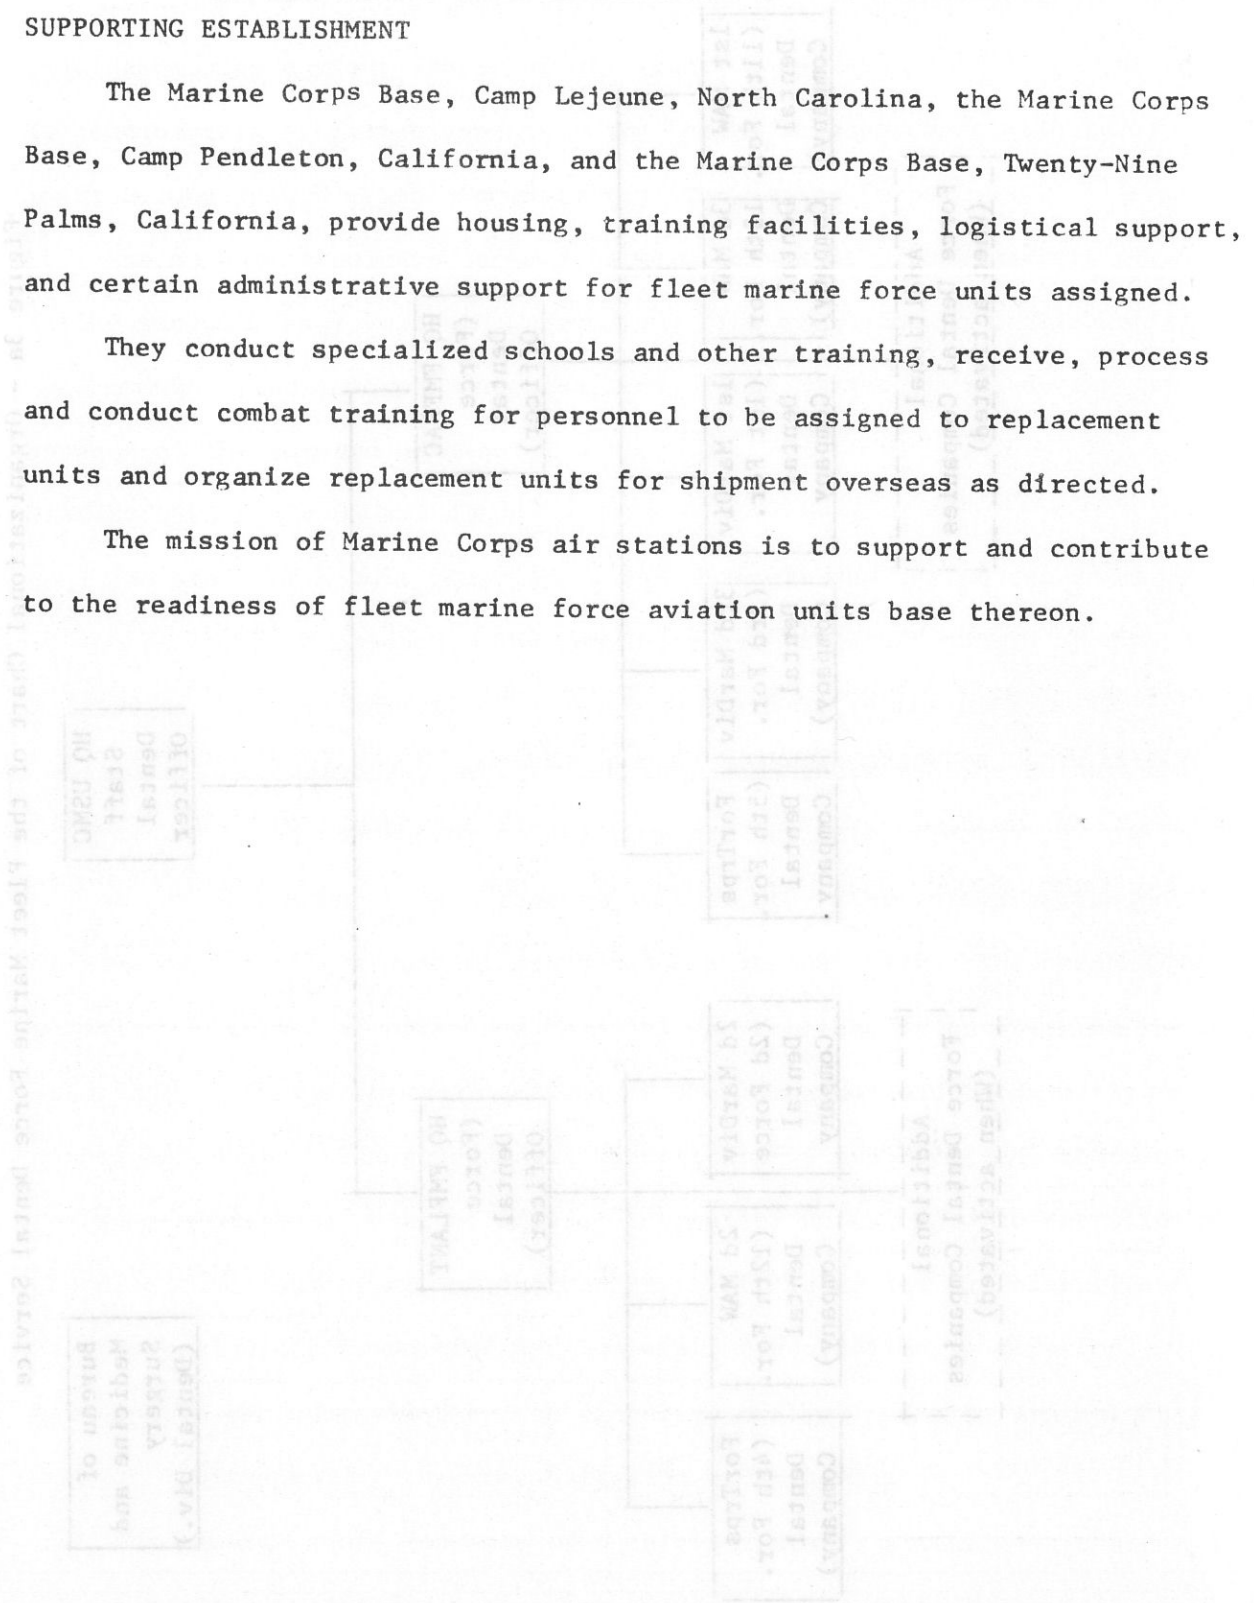 SUPPORTING ESTABLISHMENT
The Marine Corps Base, Camp Lejeune, North Carolina, the Marine Corps
Base, Camp Pendleton, California, and the Marine Corps Base, Twenty-Nine
Palms, California, provide housing, training facilities, logistical support,
and certain administrative support for fleet marine force units assigned.
They conduct specialized schools and other training, receive, process
and conduct combat training for personnel to be assigned to replacement
units and organize replacement units for shipment overseas as directed.
The mission of Marine Corps air stations is to support and contribute
to the readiness of fleet marine force aviation units base thereon.